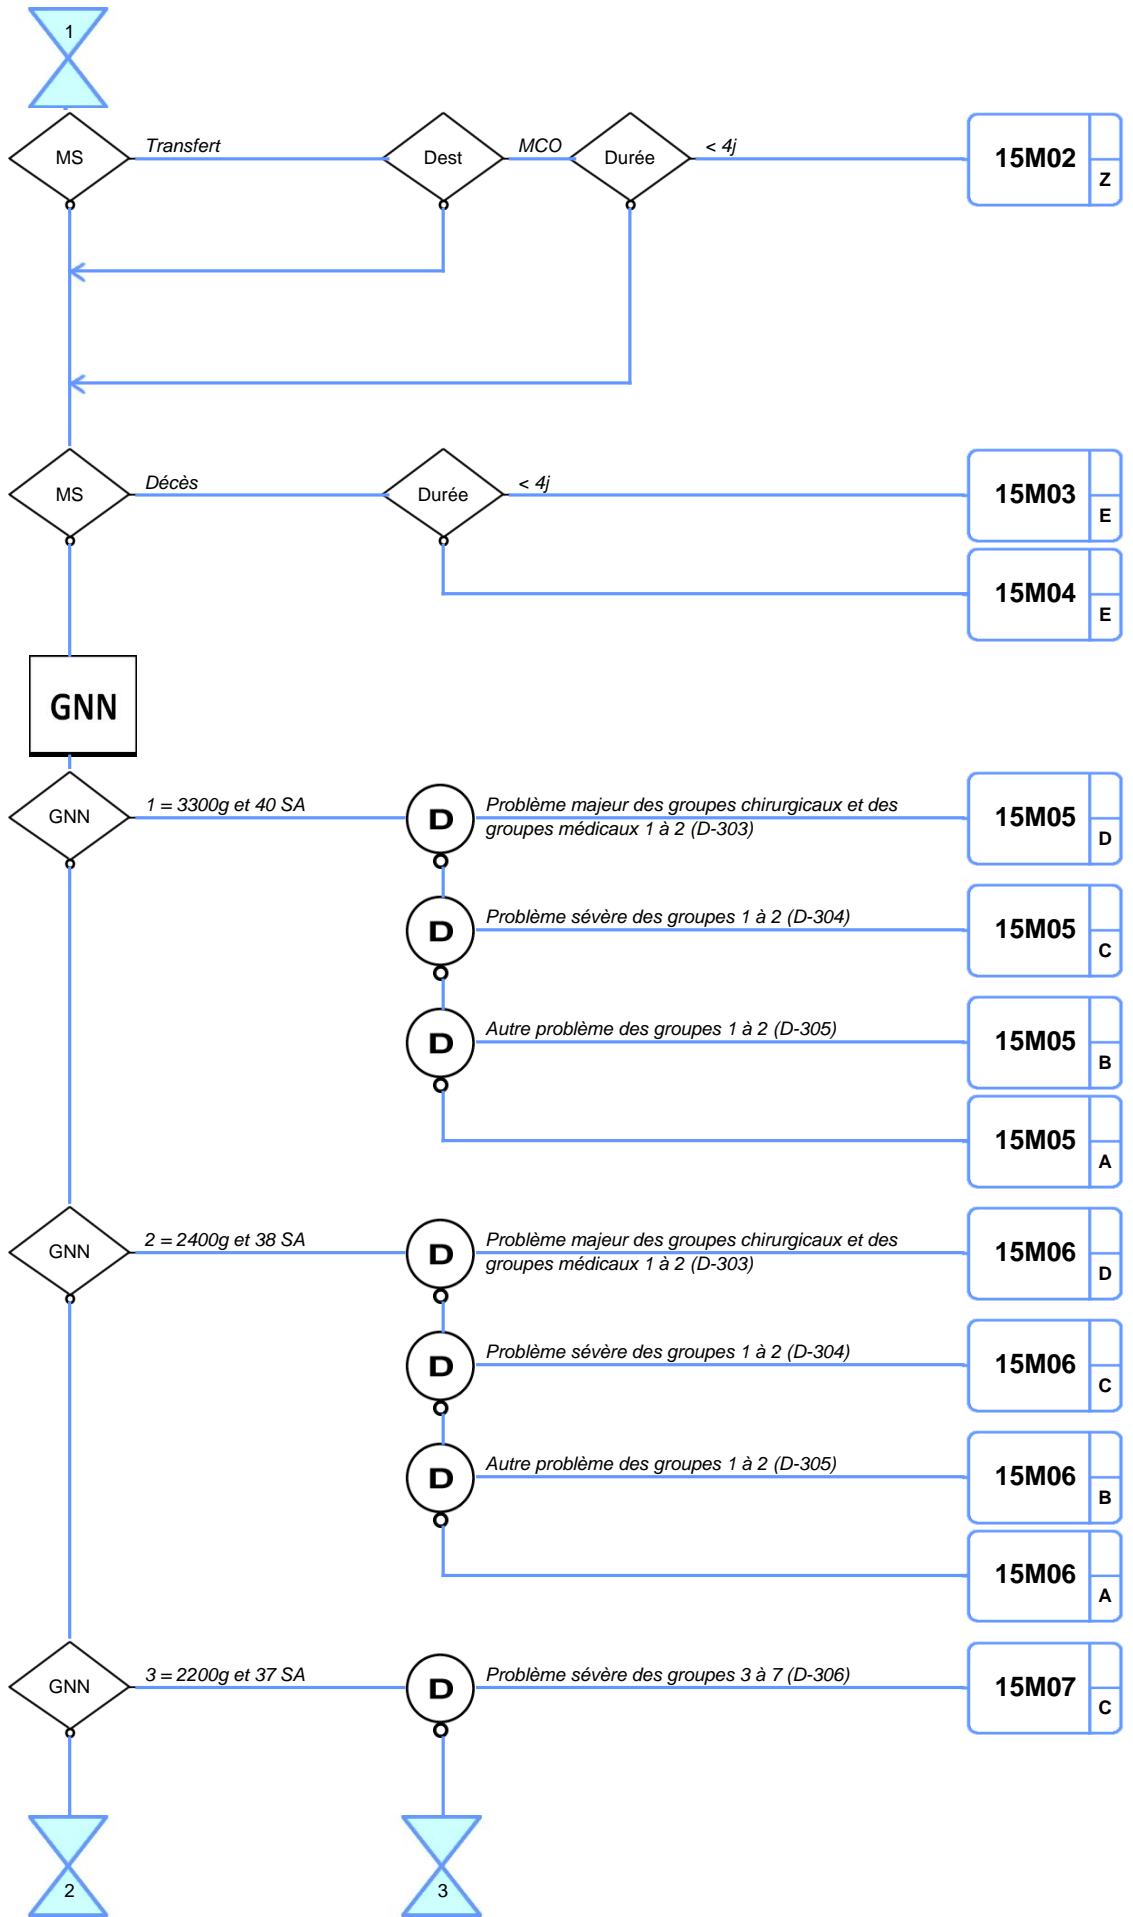 1
MS
Transfert
Dest
MCO
Durée
< 4j
15M02
Z
MS
Décès
Durée
< 4j
15M03
E
15M04
E
GNN
GNN
1 = 3300g et 40 SA
D
Problème majeur des groupes chirurgicaux et des
groupes médicaux 1 à 2 (D-303)
15M05
D
D
Problème sévère des groupes 1 à 2 (D-304)
15M05
C
D
Autre problème des groupes 1 à 2 (D-305)
15M05
B
15M05
A
GNN
2 = 2400g et 38 SA
D
Problème majeur des groupes chirurgicaux et des
groupes médicaux 1 à 2 (D-303)
15M06
D
D
Problème sévère des groupes 1 à 2 (D-304)
15M06
C
D
Autre problème des groupes 1 à 2 (D-305)
15M06
B
15M06
A
GNN
3 = 2200g et 37 SA
D
Problème sévère des groupes 3 à 7 (D-306)
15M07
C
2
3